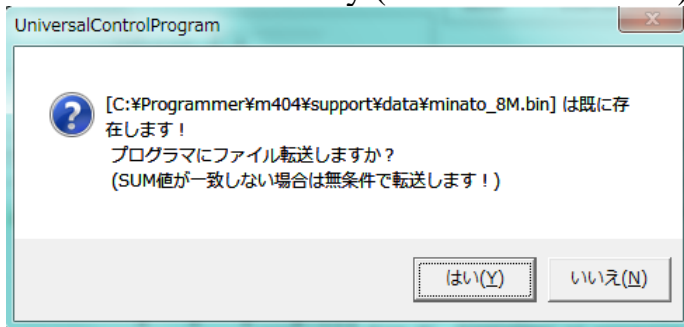 UniversalControlProgram
[C:¥Programmer¥m404¥support¥data¥minato_8M.bin] は既に存
在します！
プログラマにファイル転送しますか？
(SUM値が一致しない場合は無条件で転送します！)
はい(Y)
いいえ(N)